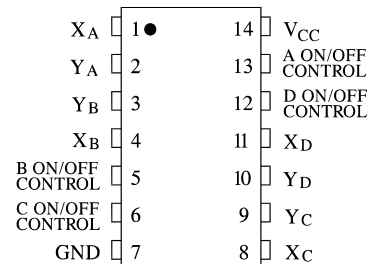 XA 1 14 VCC
YA 2 13 A ON/OFF CONTROL
YB 3 12 D ON/OFF CONTROL
XB 4 11 XD
B ON/OFF CONTROL 5 10 YD
C ON/OFF CONTROL 6 9 YC
GND 7 8 XC